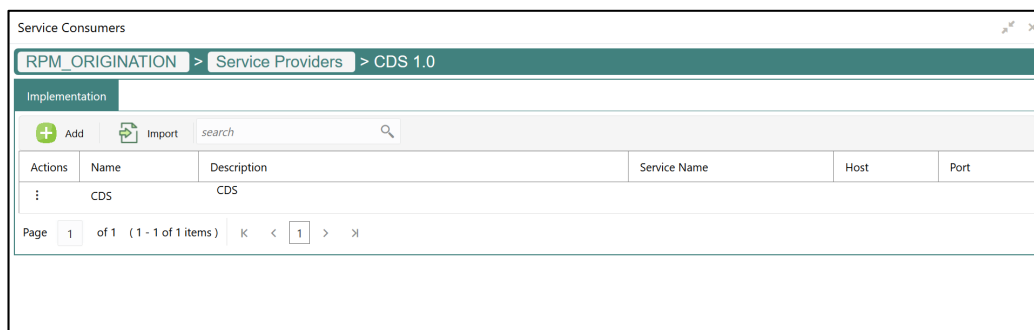 Service Consumers
RPM_ORIGINATION > Service Providers > CDS 1.0
Implementation
Add Import search
Actions Name Description Service Name Host Port
CDS CDS
Page 1 of 1 ( 1 - 1 of 1 items ) 1